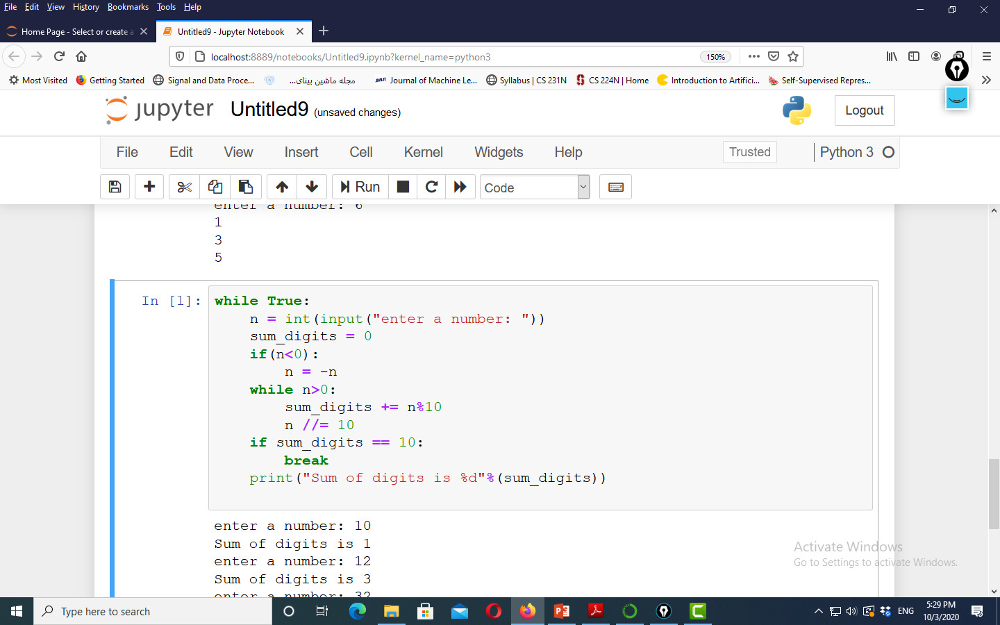 File Edit View History Bookmarks Tools Help
Home Page - Select or create a
Untitled9 - Jupyter Notebook
localhost:8889/notebooks/Untitled9.ipynb?kernel_name=python3 150%
Most Visited Getting Started Signal and Data Proce... مجله ماشین بینای... JMLR Journal of Machine Le... Syllabus | CS 231N CS 224N | Home Introduction to Artifici... Self-Supervised Repres...
jupyter Untitled9 (unsaved changes) Logout
File Edit View Insert Cell Kernel Widgets Help Trusted Python 3
Run Code
enter a number: 6
1
3
5
In [1]: while True:
    n = int(input("enter a number: "))
    sum_digits = 0
    if(n<0):
        n = -n
    while n>0:
        sum_digits += n%10
        n //= 10
    if sum_digits == 10:
        break
    print("Sum of digits is %d"%(sum_digits))
enter a number: 10
Sum of digits is 1
enter a number: 12
Sum of digits is 3
enter a number: 32
Activate Windows
Go to Settings to activate Windows.
Type here to search
ENG
5:29 PM
10/3/2020